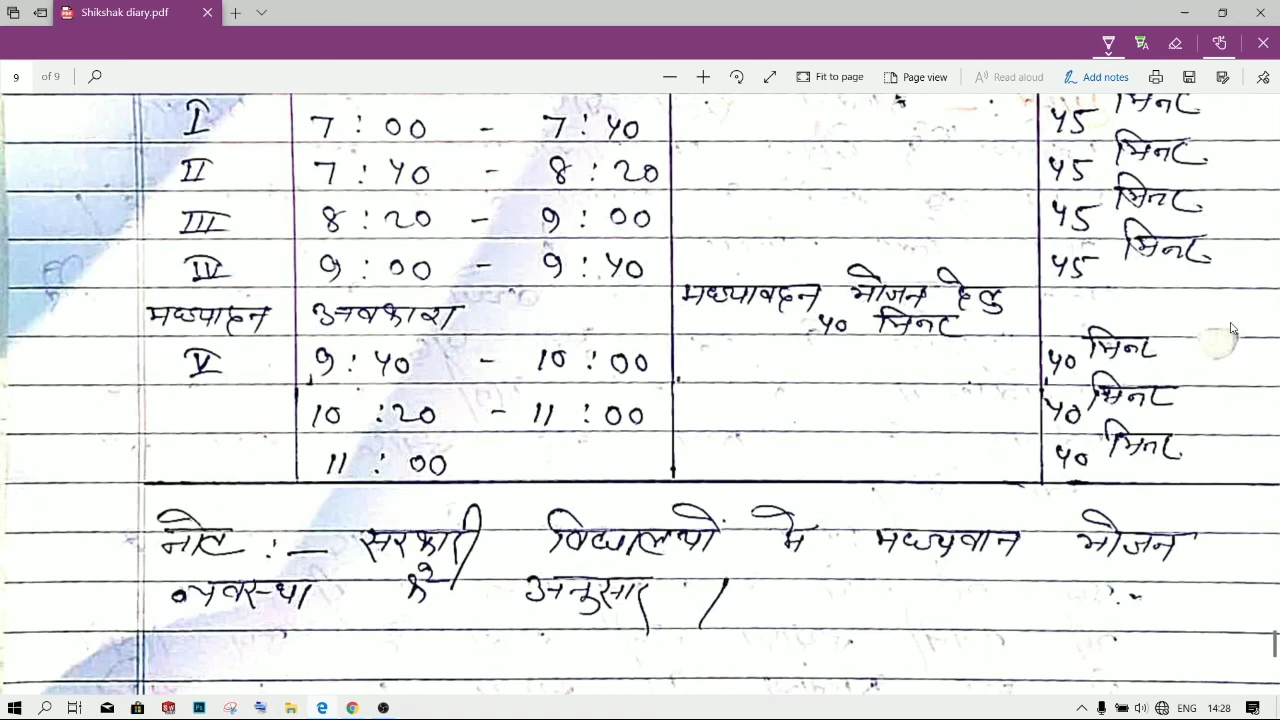 Shikshak diary.pdf
9 of 9 Fit to page Page view Read aloud Add notes
I 7 : 00 - 7 : 40 45 मिनट
II 7 : 40 - 8 : 20 45 मिनट
III 8 : 20 - 9 : 00 45 मिनट
IV 9 : 00 - 9 : 40 45 मिनट
मध्याहन अवकाश मध्यावहन भोजन हेतु
40 मिनट
V 9 : 40 - 10 : 00 40 मिनट
10 : 20 - 11 : 00 40 मिनट
11 : 00 40 मिनट
नोट : - सरकारी विद्यालयों मे मध्यवान भोजन
व्यवस्था के अनुसार ।
ENG 14:28